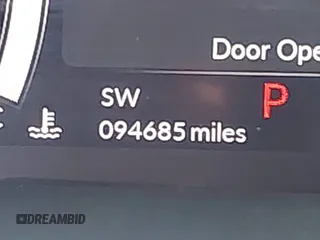 Door Ope
SW
P
094685 miles
C
DREAMBID